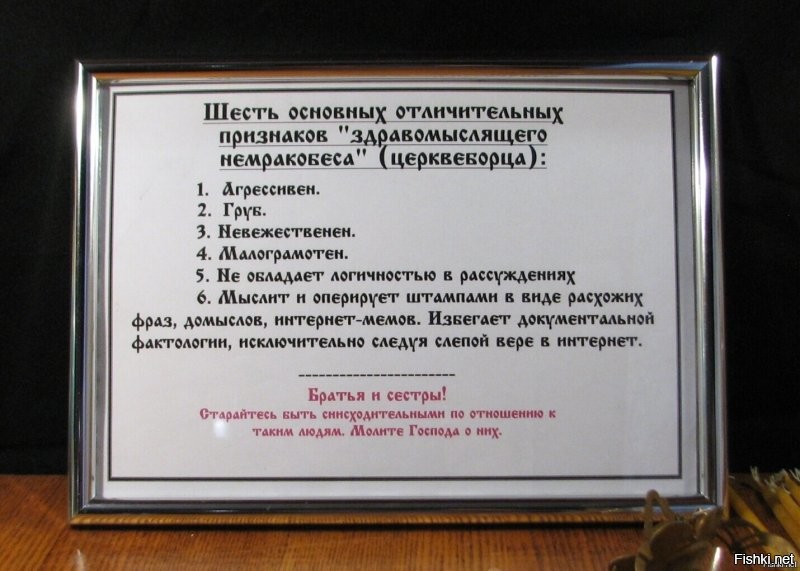 Шесть основных отличительных
признаков "здравомыслящего
немракобеса" (церквеборца):
1. Агрессивен.
2. Груб.
3. Невежественен.
4. Малограмотен.
5. Не обладает логичностью в рассуждениях
6. Мыслит и оперирует штампами в виде расхожих
фраз, домыслов, интернет-мемов. Избегает документальной
фактологии, исключительно следуя слепой вере в интернет.
-----------------------
Братья и сестры!
Старайтесь быть снисходительными по отношению к
таким людям. Молите Господа о них.
Fishki.net